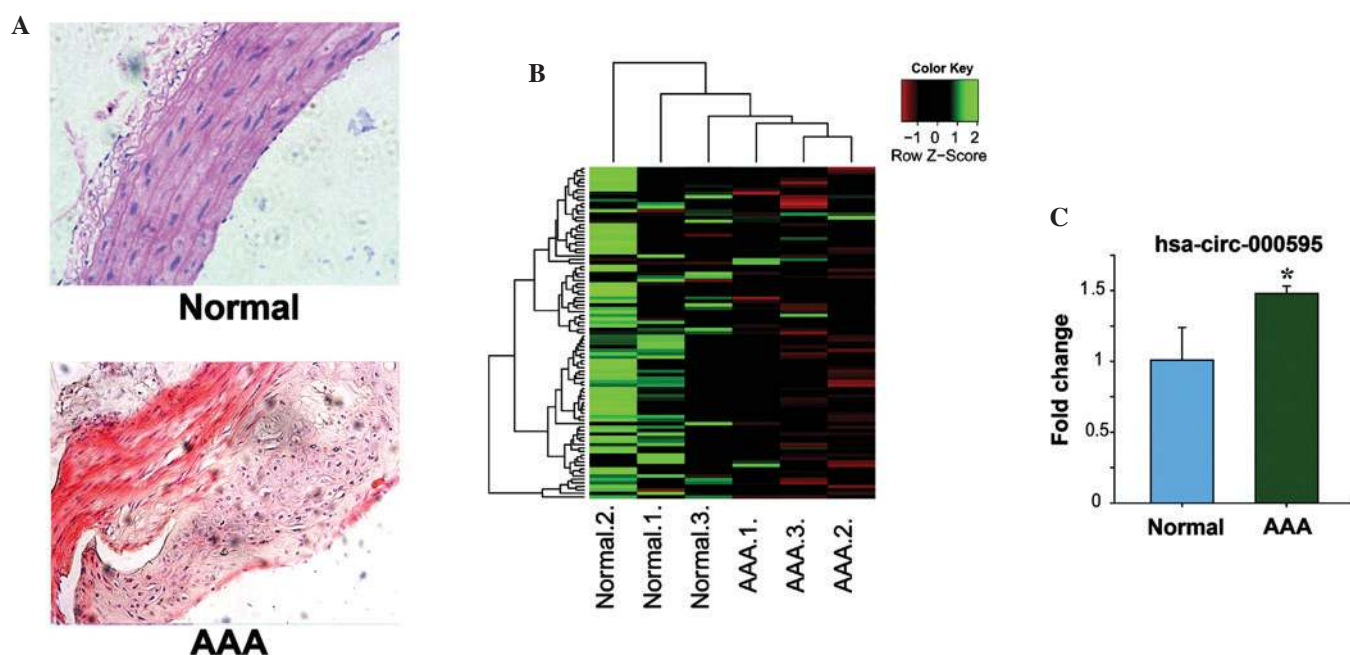 A
Normal
AAA
B
Color Key
−1 0 1 2
Row Z−Score
Normal.2.
Normal.1.
Normal.3.
AAA.1.
AAA.3.
AAA.2.
C
hsa-circ-000595
*
Fold change
1.5
1
0.5
0
Normal AAA